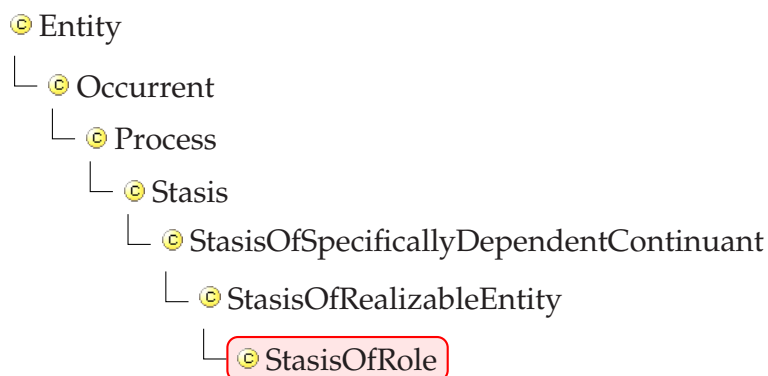 Entity
Occurrent
Process
Stasis
StasisOfSpecificallyDependentContinuant
StasisOfRealizableEntity
StasisOfRole